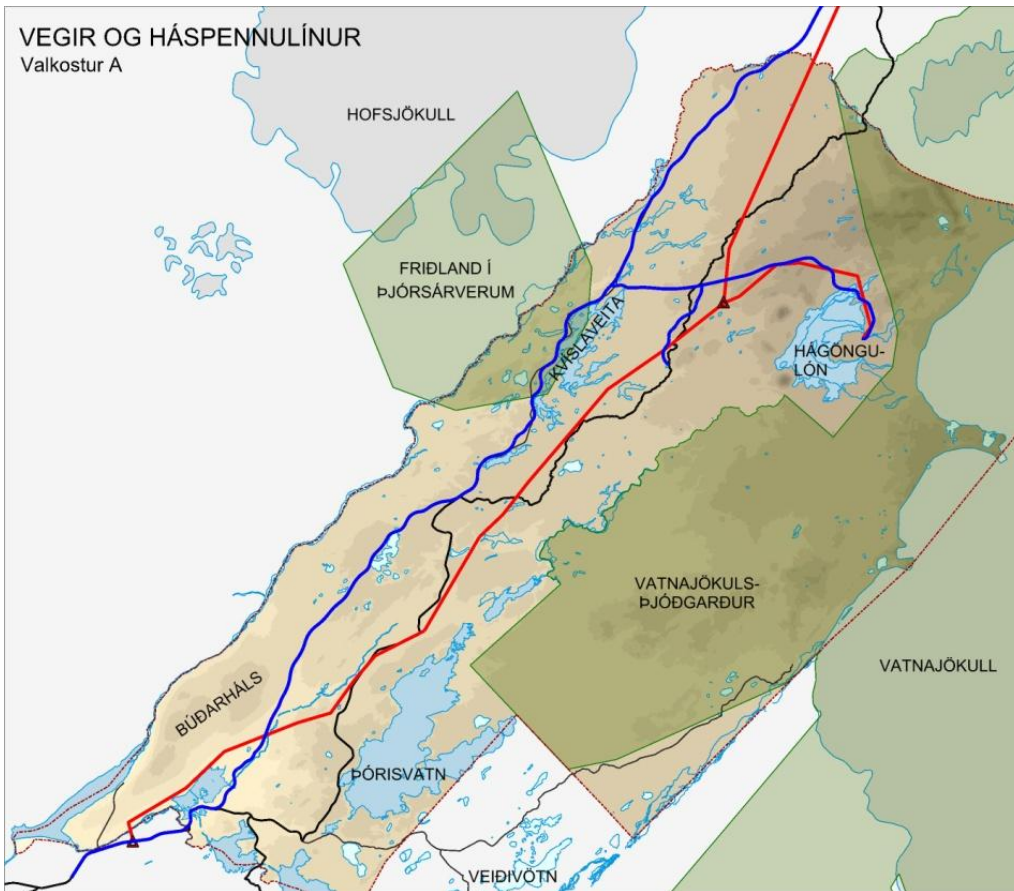 VEGIR OG HÁSPENNULÍNUR
Valkostur A
HOFSJÖKULL
FRIÐLAND Í
ÞJÓRSÁRVERUM
KVÍSLAVEITA
HÁGÖNGU-
LÓN
VATNAJÖKULS-
ÞJÓÐGARÐUR
VATNAJÖKULL
BÚÐARHÁLS
ÞÓRISVATN
VEIÐIVÖTN